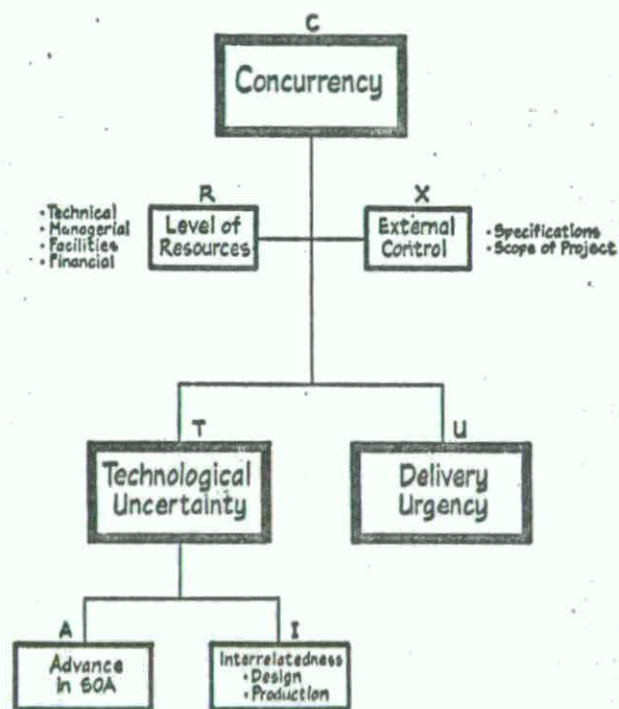 C
Concurrency
R
• Technical
• Managerial
• Facilities
• Financial
Level of
Resources
X
External
Control
• Specifications
• Scope of Project
T
Technological
Uncertainty
U
Delivery
Urgency
A
Advance
in SOA
I
Interrelatedness
• Design
• Production